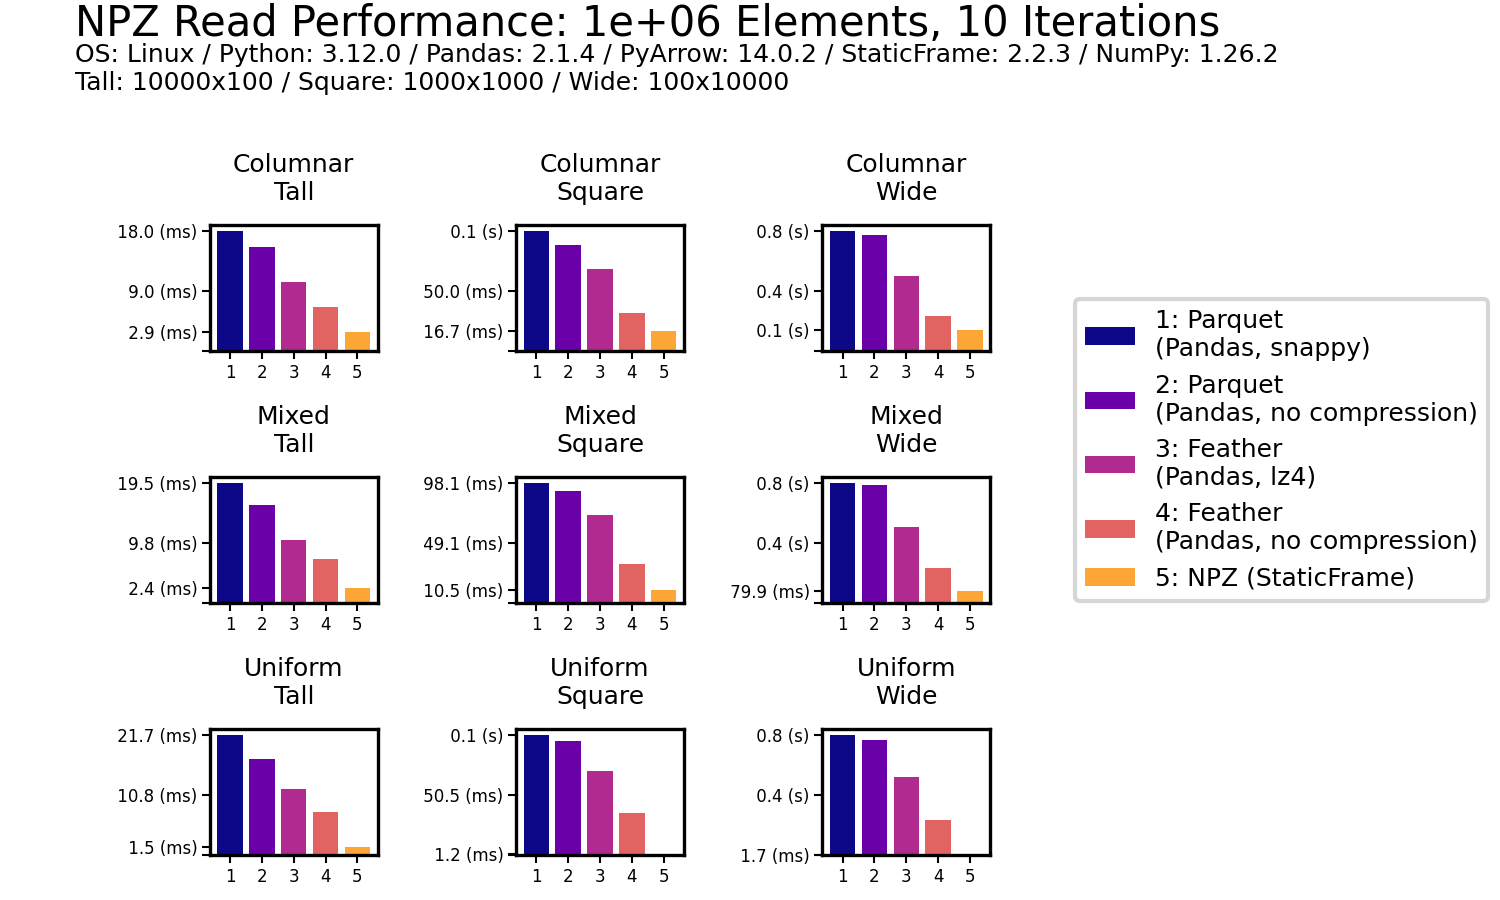 NPZ Read Performance: 1e+06 Elements, 10 Iterations
OS: Linux / Python: 3.12.0 / Pandas: 2.1.4 / PyArrow: 14.0.2 / StaticFrame: 2.2.3 / NumPy: 1.26.2
Tall: 10000x100 / Square: 1000x1000 / Wide: 100x10000
Columnar
Tall
18.0 (ms)
9.0 (ms)
2.9 (ms)
1 2 3 4 5
Columnar
Square
0.1 (s)
50.0 (ms)
16.7 (ms)
1 2 3 4 5
Columnar
Wide
0.8 (s)
0.4 (s)
0.1 (s)
1 2 3 4 5
Mixed
Tall
19.5 (ms)
9.8 (ms)
2.4 (ms)
1 2 3 4 5
Mixed
Square
98.1 (ms)
49.1 (ms)
10.5 (ms)
1 2 3 4 5
Mixed
Wide
0.8 (s)
0.4 (s)
79.9 (ms)
1 2 3 4 5
Uniform
Tall
21.7 (ms)
10.8 (ms)
1.5 (ms)
1 2 3 4 5
Uniform
Square
0.1 (s)
50.5 (ms)
1.2 (ms)
1 2 3 4 5
Uniform
Wide
0.8 (s)
0.4 (s)
1.7 (ms)
1 2 3 4 5
1: Parquet
(Pandas, snappy)
2: Parquet
(Pandas, no compression)
3: Feather
(Pandas, lz4)
4: Feather
(Pandas, no compression)
5: NPZ (StaticFrame)